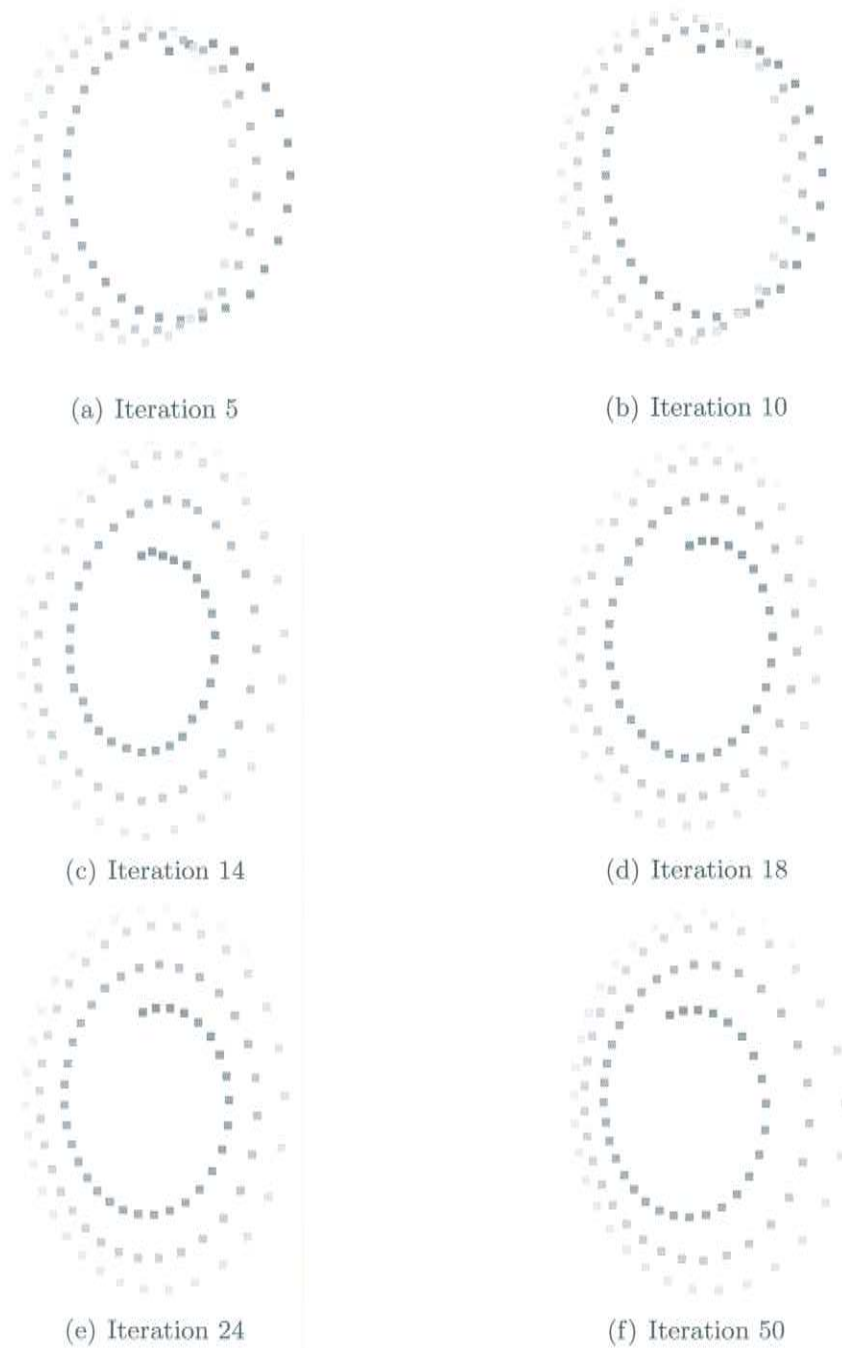 (a) Iteration 5
(b) Iteration 10
(c) Iteration 14
(d) Iteration 18
(e) Iteration 24
(f) Iteration 50